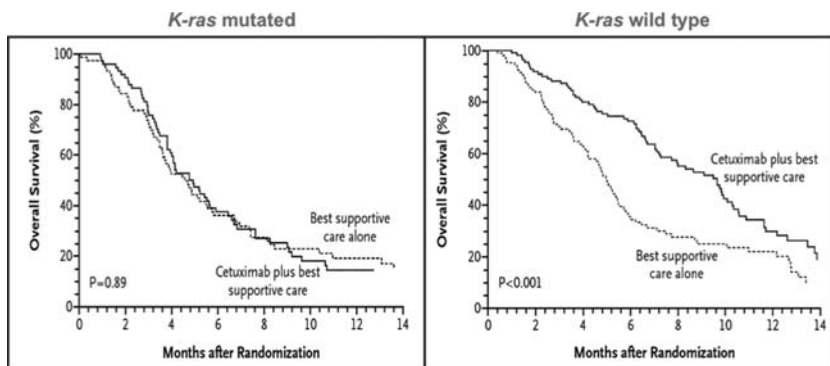 K-ras mutated
K-ras wild type
Overall Survival (%)
100
80
60
40
20
0
Best supportive
care alone
Cetuximab plus best
supportive care
P=0.89
0 2 4 6 8 10 12 14
Months after Randomization
Overall Survival (%)
100
80
60
40
20
0
Cetuximab plus best
supportive care
Best supportive
care alone
P<0.001
0 2 4 6 8 10 12 14
Months after Randomization